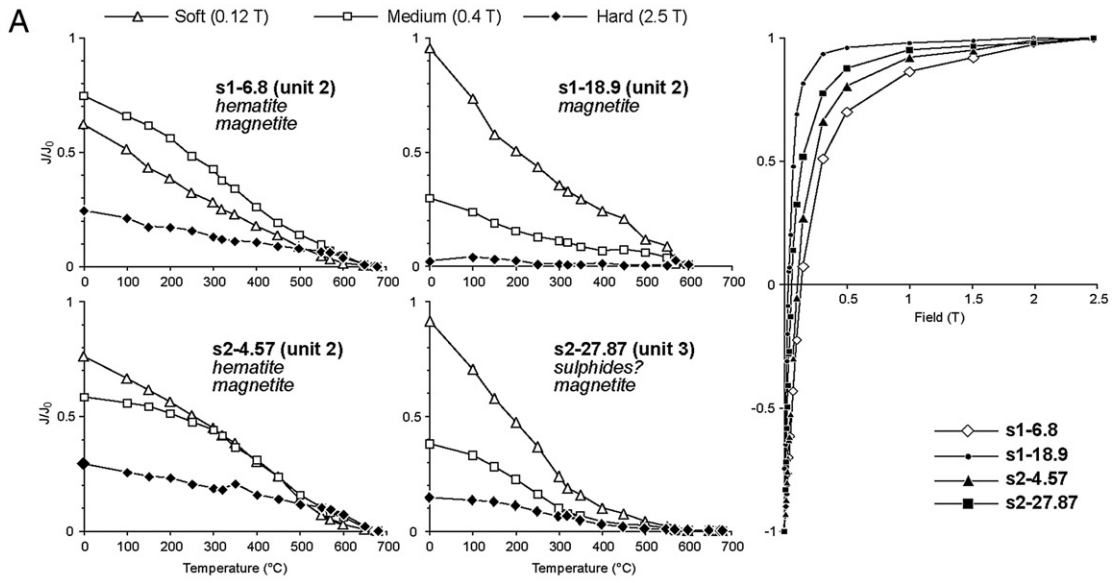 A
Soft (0.12 T) Medium (0.4 T) Hard (2.5 T)
1
0.5
0
J/J0
s1-6.8 (unit 2)
hematite
magnetite
0 100 200 300 400 500 600 700
1
0.5
0
s1-18.9 (unit 2)
magnetite
0 100 200 300 400 500 600 700
1
0.5
0
J/J0
s2-4.57 (unit 2)
hematite
magnetite
0 100 200 300 400 500 600 700
Temperature (°C)
1
0.5
0
s2-27.87 (unit 3)
sulphides?
magnetite
0 100 200 300 400 500 600 700
Temperature (°C)
1
0.5
0
-0.5
-1
0.5 1 1.5 2 2.5
Field (T)
s1-6.8
s1-18.9
s2-4.57
s2-27.87